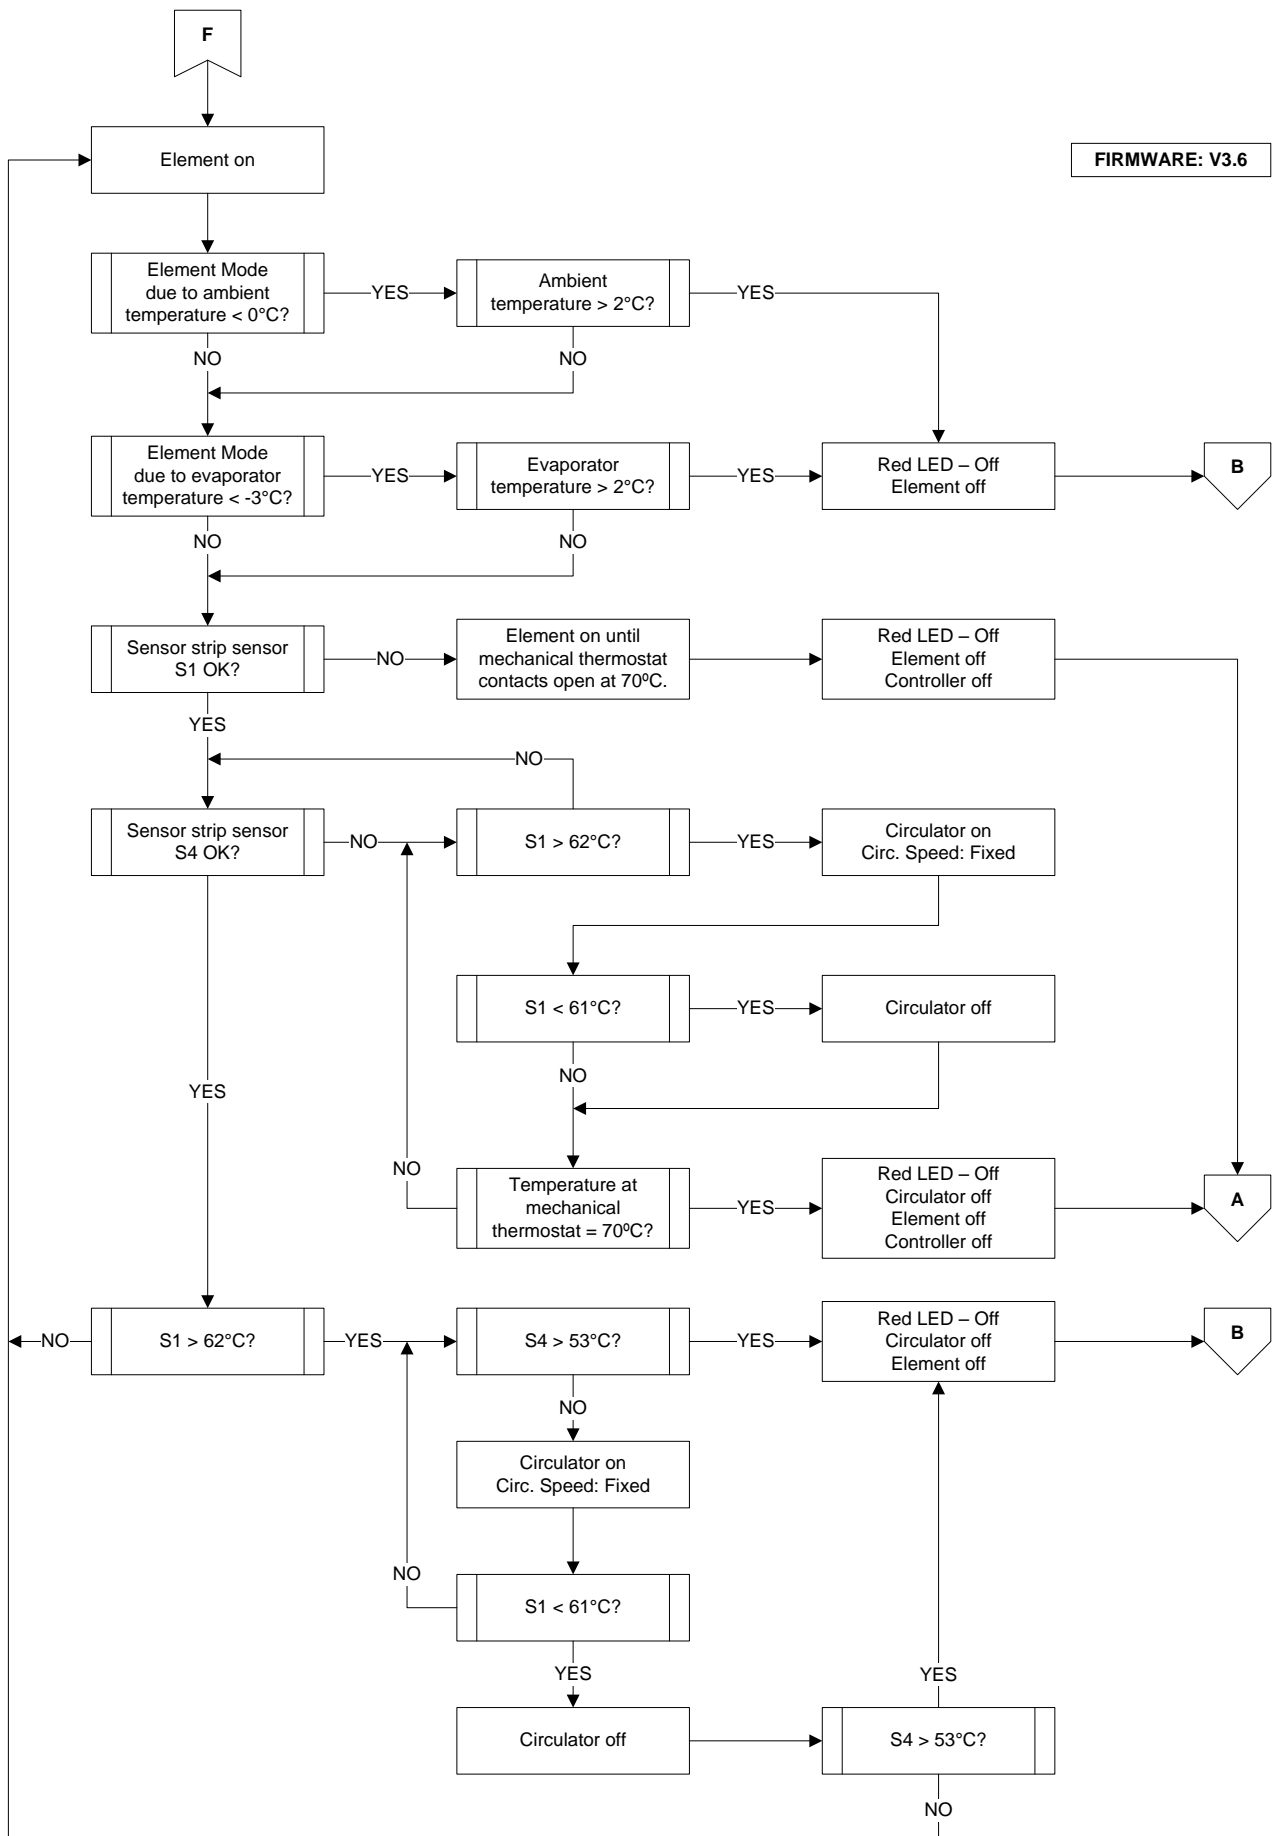 F
Element on
FIRMWARE: V3.6
Element Mode
due to ambient
temperature < 0°C?
YES
Ambient
temperature > 2°C?
YES
NO
NO
Element Mode
due to evaporator
temperature < -3°C?
YES
Evaporator
temperature > 2°C?
YES
Red LED – Off
Element off
B
NO
NO
Sensor strip sensor
S1 OK?
NO
Element on until
mechanical thermostat
contacts open at 70ºC.
Red LED – Off
Element off
Controller off
YES
NO
Sensor strip sensor
S4 OK?
NO
S1 > 62°C?
YES
Circulator on
Circ. Speed: Fixed
S1 < 61°C?
YES
Circulator off
NO
YES
NO
Temperature at
mechanical
thermostat = 70ºC?
YES
Red LED – Off
Circulator off
Element off
Controller off
A
NO
S1 > 62°C?
YES
S4 > 53°C?
YES
Red LED – Off
Circulator off
Element off
B
NO
Circulator on
Circ. Speed: Fixed
NO
S1 < 61°C?
YES
YES
Circulator off
S4 > 53°C?
NO